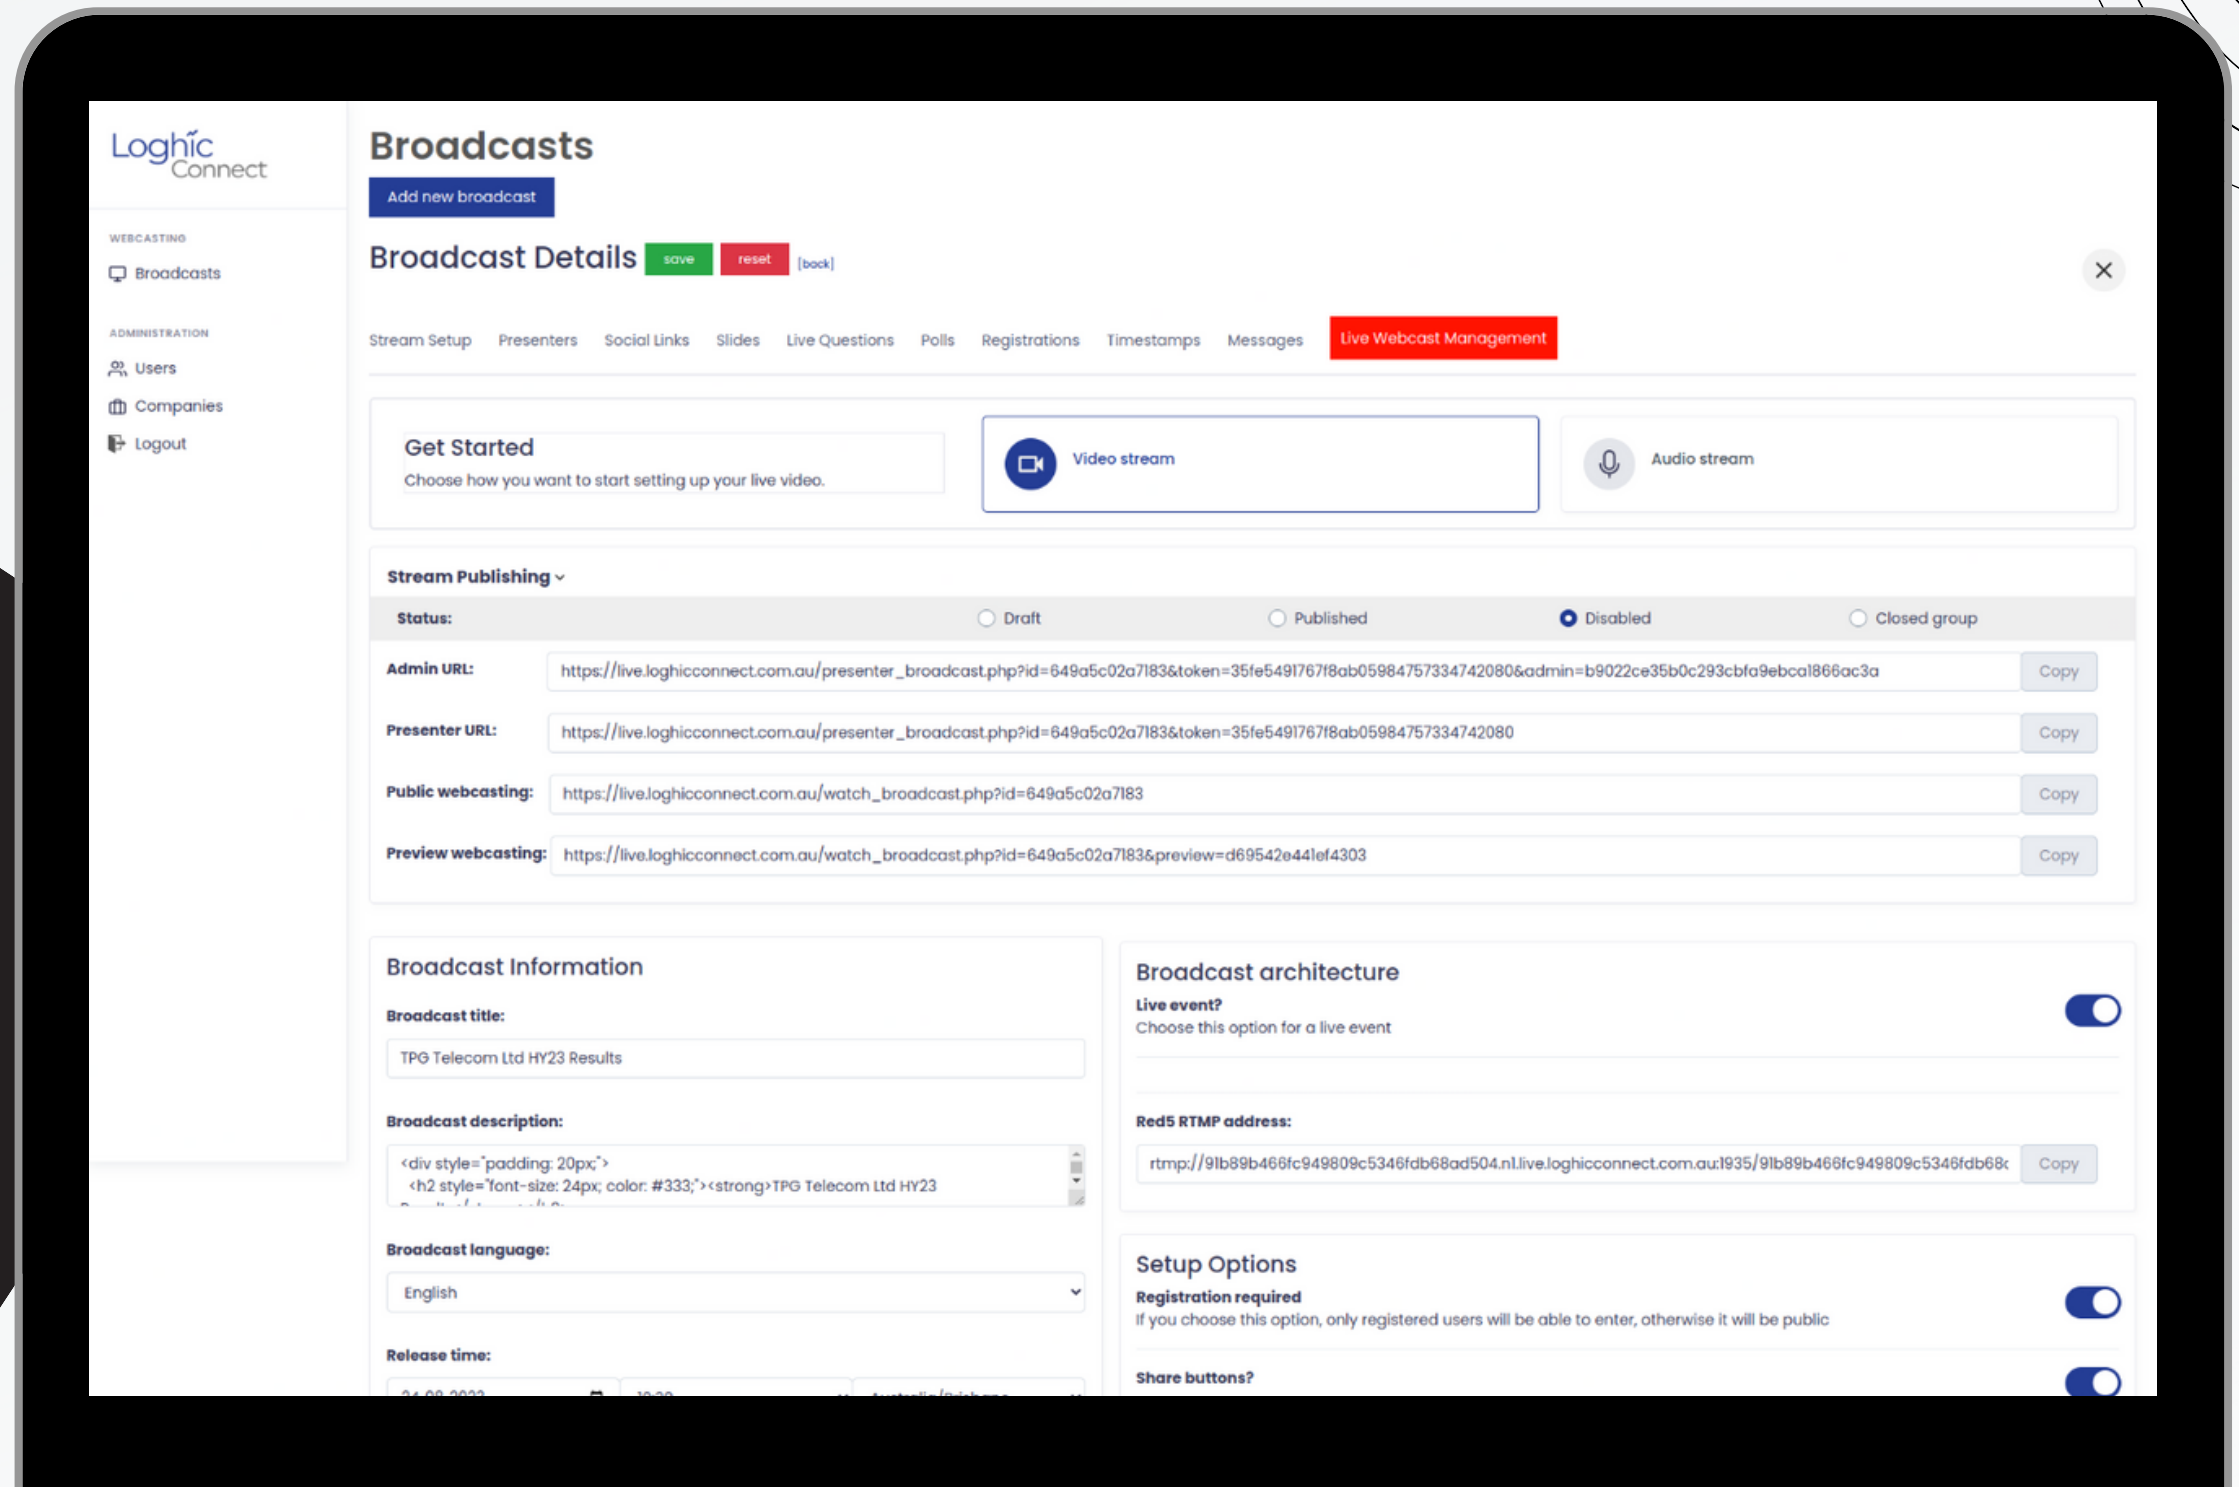 Loghic
Connect
WEBCASTING
Broadcasts
ADMINISTRATION
Users
Companies
Logout
Broadcasts
Add new broadcast
Broadcast Details save reset [back]
Stream Setup Presenters Social Links Slides Live Questions Polls Registrations Timestamps Messages Live Webcast Management
Get Started
Choose how you want to start setting up your live video.
Video stream
Audio stream
Stream Publishing
Status: Draft Published Disabled Closed group
Admin URL: https://live.loghicconnect.com.au/presenter_broadcast.php?id=649a5c02a7183&token=35fe5491767f8ab05984757334742080&admin=b9022ce35b0c293cbfa9ebca1866ac3a Copy
Presenter URL: https://live.loghicconnect.com.au/presenter_broadcast.php?id=649a5c02a7183&token=35fe5491767f8ab05984757334742080 Copy
Public webcasting: https://live.loghicconnect.com.au/watch_broadcast.php?id=649a5c02a7183 Copy
Preview webcasting: https://live.loghicconnect.com.au/watch_broadcast.php?id=649a5c02a7183&preview=d69542e441ef4303 Copy
Broadcast Information
Broadcast title:
TPG Telecom Ltd HY23 Results
Broadcast description:
<div style="padding: 20px;">
<h2 style="font-size: 24px; color: #333;"><strong>TPG Telecom Ltd HY23
Broadcast language:
English
Release time:
Broadcast architecture
Live event?
Choose this option for a live event
Red5 RTMP address:
rtmp://91b89b466fc949809c5346fdb68ad504.n1.live.loghicconnect.com.au:1935/91b89b466fc949809c5346fdb68c Copy
Setup Options
Registration required
If you choose this option, only registered users will be able to enter, otherwise it will be public
Share buttons?